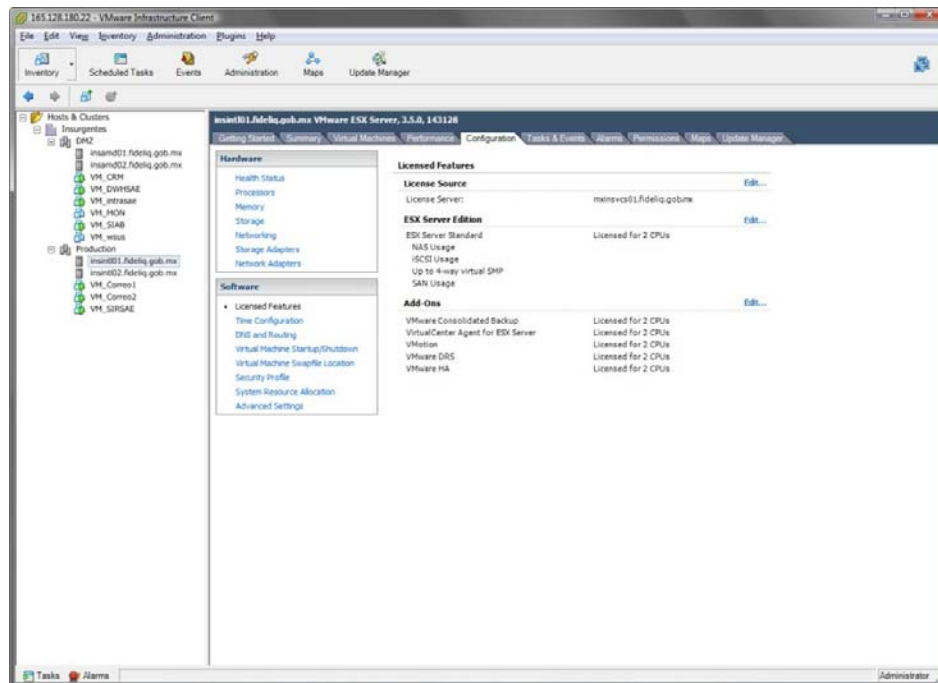 165.128.180.22 - VMware Infrastructure Client
File Edit View Inventory Administration Plugins Help
Inventory Scheduled Tasks Events Administration Maps Update Manager
Hosts & Clusters
Insurgentes
DMZ
insamd01.fideliq.gob.mx
insamd02.fideliq.gob.mx
VM_CRM
VM_DWHSAE
VM_intrasae
VM_MON
VM_SIAB
VM_wsus
Production
insintl01.fideliq.gob.mx
insintl02.fideliq.gob.mx
VM_Correo1
VM_Correo2
VM_SIRSAE
insintl01.fideliq.gob.mx VMware ESX Server, 3.5.0, 143128
Getting Started Summary Virtual Machines Performance Configuration Tasks & Events Alarms Permissions Maps Update Manager
Hardware
Health Status
Processors
Memory
Storage
Networking
Storage Adapters
Network Adapters
Software
Licensed Features
Time Configuration
DNS and Routing
Virtual Machine Startup/Shutdown
Virtual Machine Swapfile Location
Security Profile
System Resource Allocation
Advanced Settings
Licensed Features
License Source Edit...
License Server: mxinsvcs01.fideliq.gob.mx
ESX Server Edition Edit...
ESX Server Standard Licensed for 2 CPUs
NAS Usage
iSCSI Usage
Up to 4-way virtual SMP
SAN Usage
Add-Ons Edit...
VMware Consolidated Backup Licensed for 2 CPUs
VirtualCenter Agent for ESX Server Licensed for 2 CPUs
VMotion Licensed for 2 CPUs
VMware DRS Licensed for 2 CPUs
VMware HA Licensed for 2 CPUs
Tasks Alarms Administrator